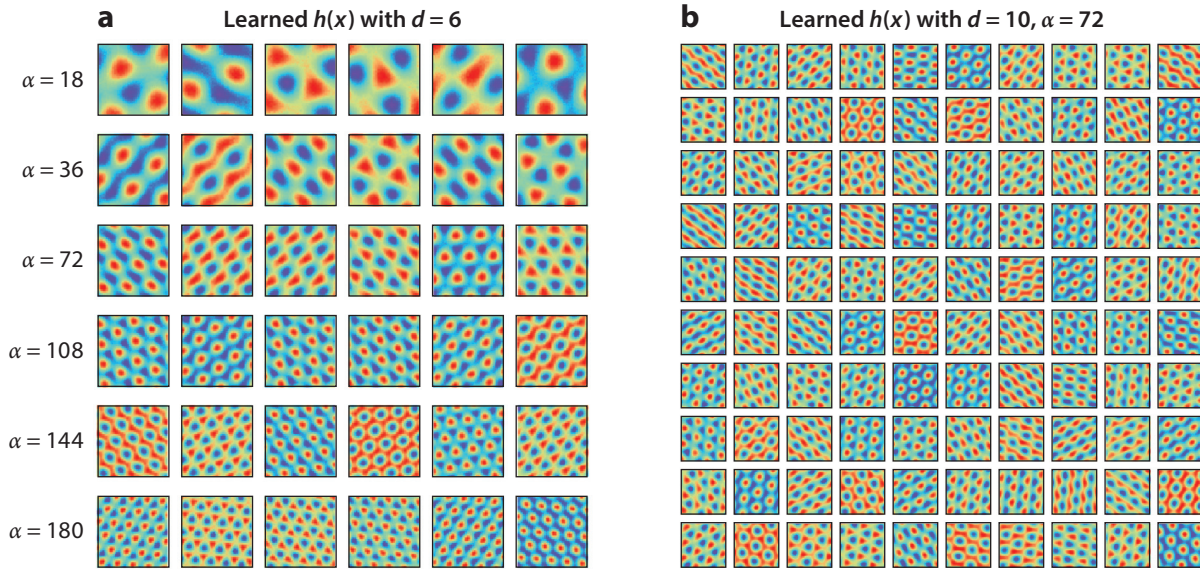 a Learned h(x) with d = 6
α = 18
α = 36
α = 72
α = 108
α = 144
α = 180
b Learned h(x) with d = 10, α = 72